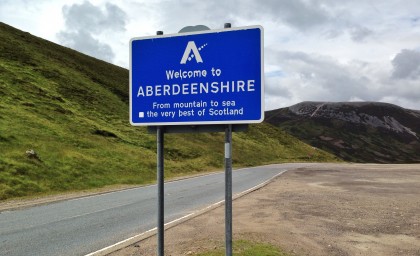 Welcome to
ABERDEENSHIRE
From mountain to sea
the very best of Scotland